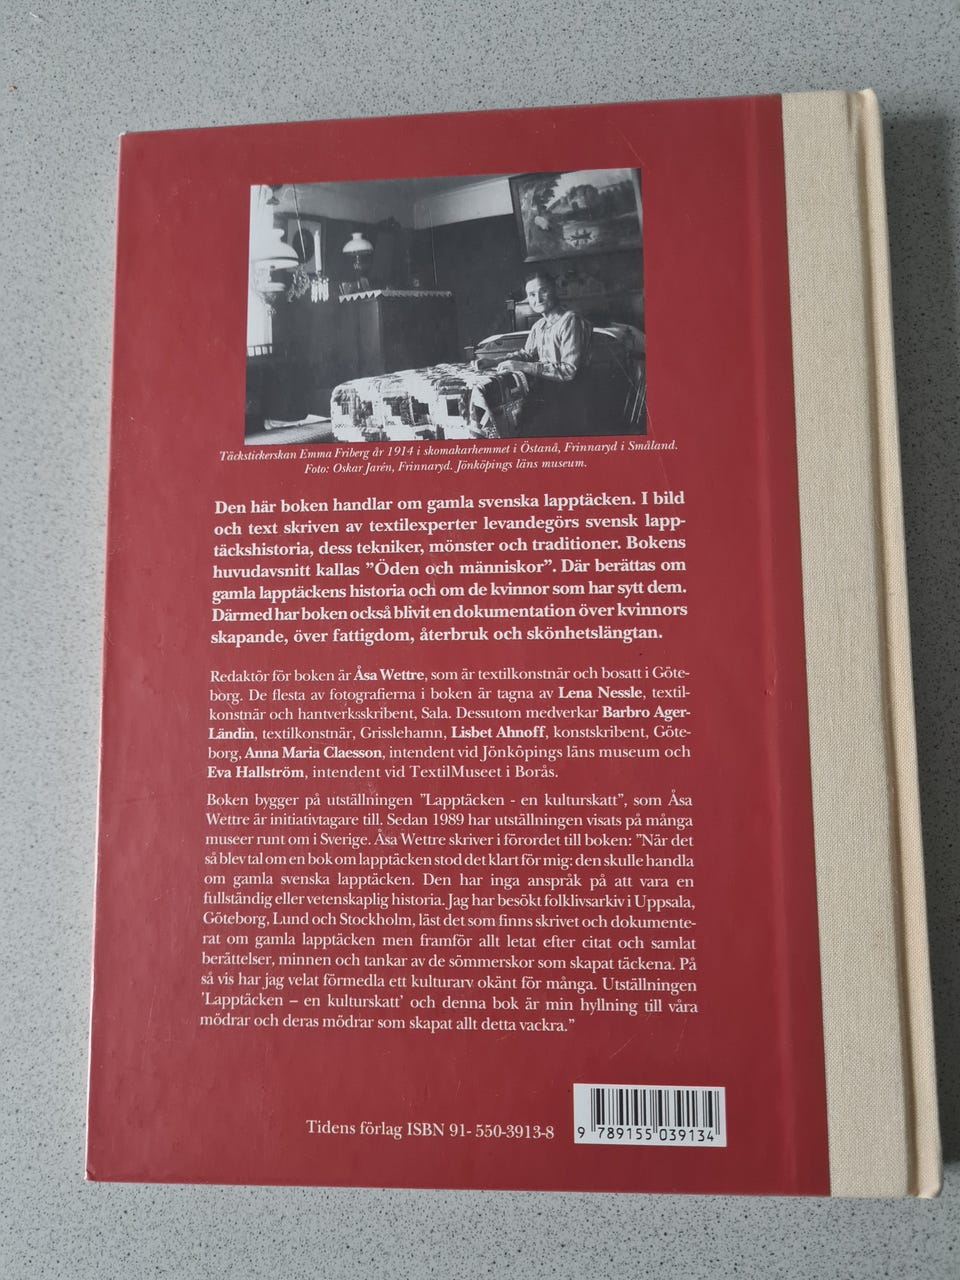 Täckstickerskan Emma Friberg år 1914 i skomakarhemmet i Östanå, Frinnaryd i Småland.
Foto: Oskar Jarén, Frinnaryd. Jönköpings läns museum.
Den här boken handlar om gamla svenska lapptäcken. I bild
och text skriven av textilexperter levandegörs svensk lapp-
täckshistoria, dess tekniker, mönster och traditioner. Bokens
huvudavsnitt kallas ”Öden och människor”. Där berättas om
gamla lapptäckens historia och om de kvinnor som har sytt dem.
Därmed har boken också blivit en dokumentation över kvinnors
skapande, över fattigdom, återbruk och skönhetslängtan.
Redaktör för boken är Åsa Wettre, som är textilkonstnär och bosatt i Göte-
borg. De flesta av fotografierna i boken är tagna av Lena Nessle, textil-
konstnär och hantverksskribent, Sala. Dessutom medverkar Barbro Ager-
Ländin, textilkonstnär, Grisslehamn, Lisbet Ahnoff, konstskribent, Göte-
borg, Anna Maria Claesson, intendent vid Jönköpings läns museum och
Eva Hallström, intendent vid TextilMuseet i Borås.
Boken bygger på utställningen ”Lapptäcken - en kulturskatt”, som Åsa
Wettre är initiativtagare till. Sedan 1989 har utställningen visats på många
museer runt om i Sverige. Åsa Wettre skriver i förordet till boken: ”När det
så blev tal om en bok om lapptäcken stod det klart för mig: den skulle handla
om gamla svenska lapptäcken. Den har inga anspråk på att vara en
fullständig eller vetenskaplig historia. Jag har besökt folklivsarkiv i Uppsala,
Göteborg, Lund och Stockholm, läst det som finns skrivet och dokumente-
rat om gamla lapptäcken men framför allt letat efter citat och samlat
berättelser, minnen och tankar av de sömmerskor som skapat täckena. På
så vis har jag velat förmedla ett kulturarv okänt för många. Utställningen
’Lapptäcken – en kulturskatt’ och denna bok är min hyllning till våra
mödrar och deras mödrar som skapat allt detta vackra.”
Tidens förlag ISBN 91- 550-3913-8
9 789155 039134